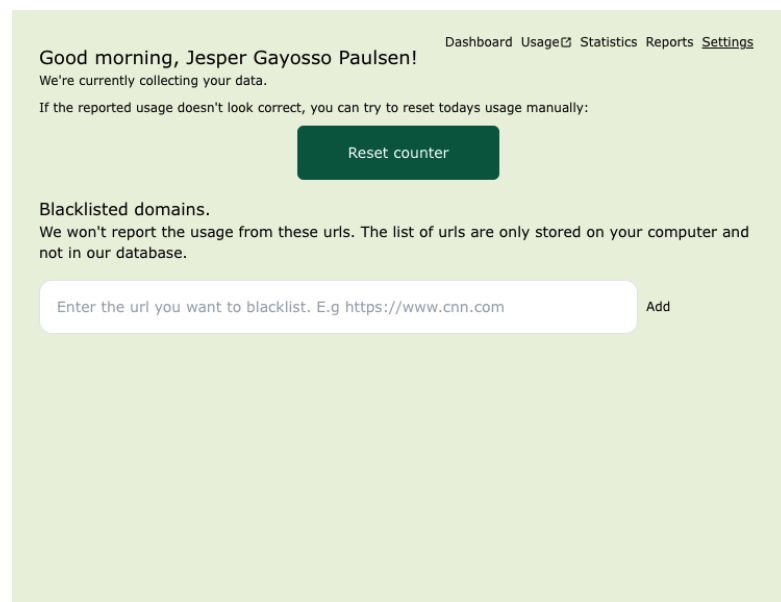 Dashboard Usage Statistics Reports Settings
Good morning, Jesper Gayosso Paulsen!
We're currently collecting your data.
If the reported usage doesn't look correct, you can try to reset todays usage manually:
Reset counter
Blacklisted domains.
We won't report the usage from these urls. The list of urls are only stored on your computer and
not in our database.
Enter the url you want to blacklist. E.g https://www.cnn.com
Add